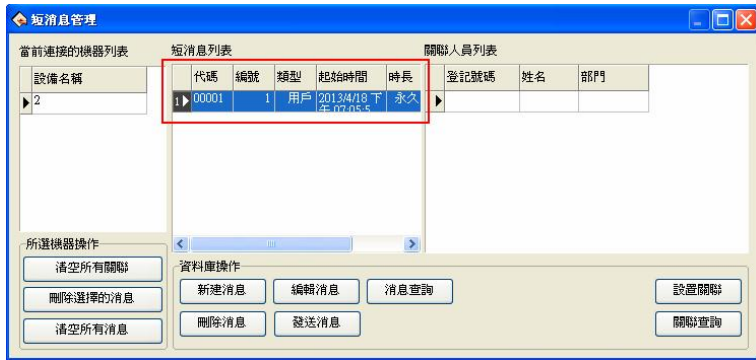 短消息管理
當前連接的機器列表
設備名稱
2
短消息列表
代碼 編號 類型 起始時間 時長
1 00001 1 用戶 2013/4/18 下午 07:05:5 永久
關聯人員列表
登記號碼 姓名 部門
所選機器操作
清空所有關聯
刪除選擇的消息
清空所有消息
資料庫操作
新建消息 編輯消息 消息查詢 設置關聯
刪除消息 發送消息 關聯查詢